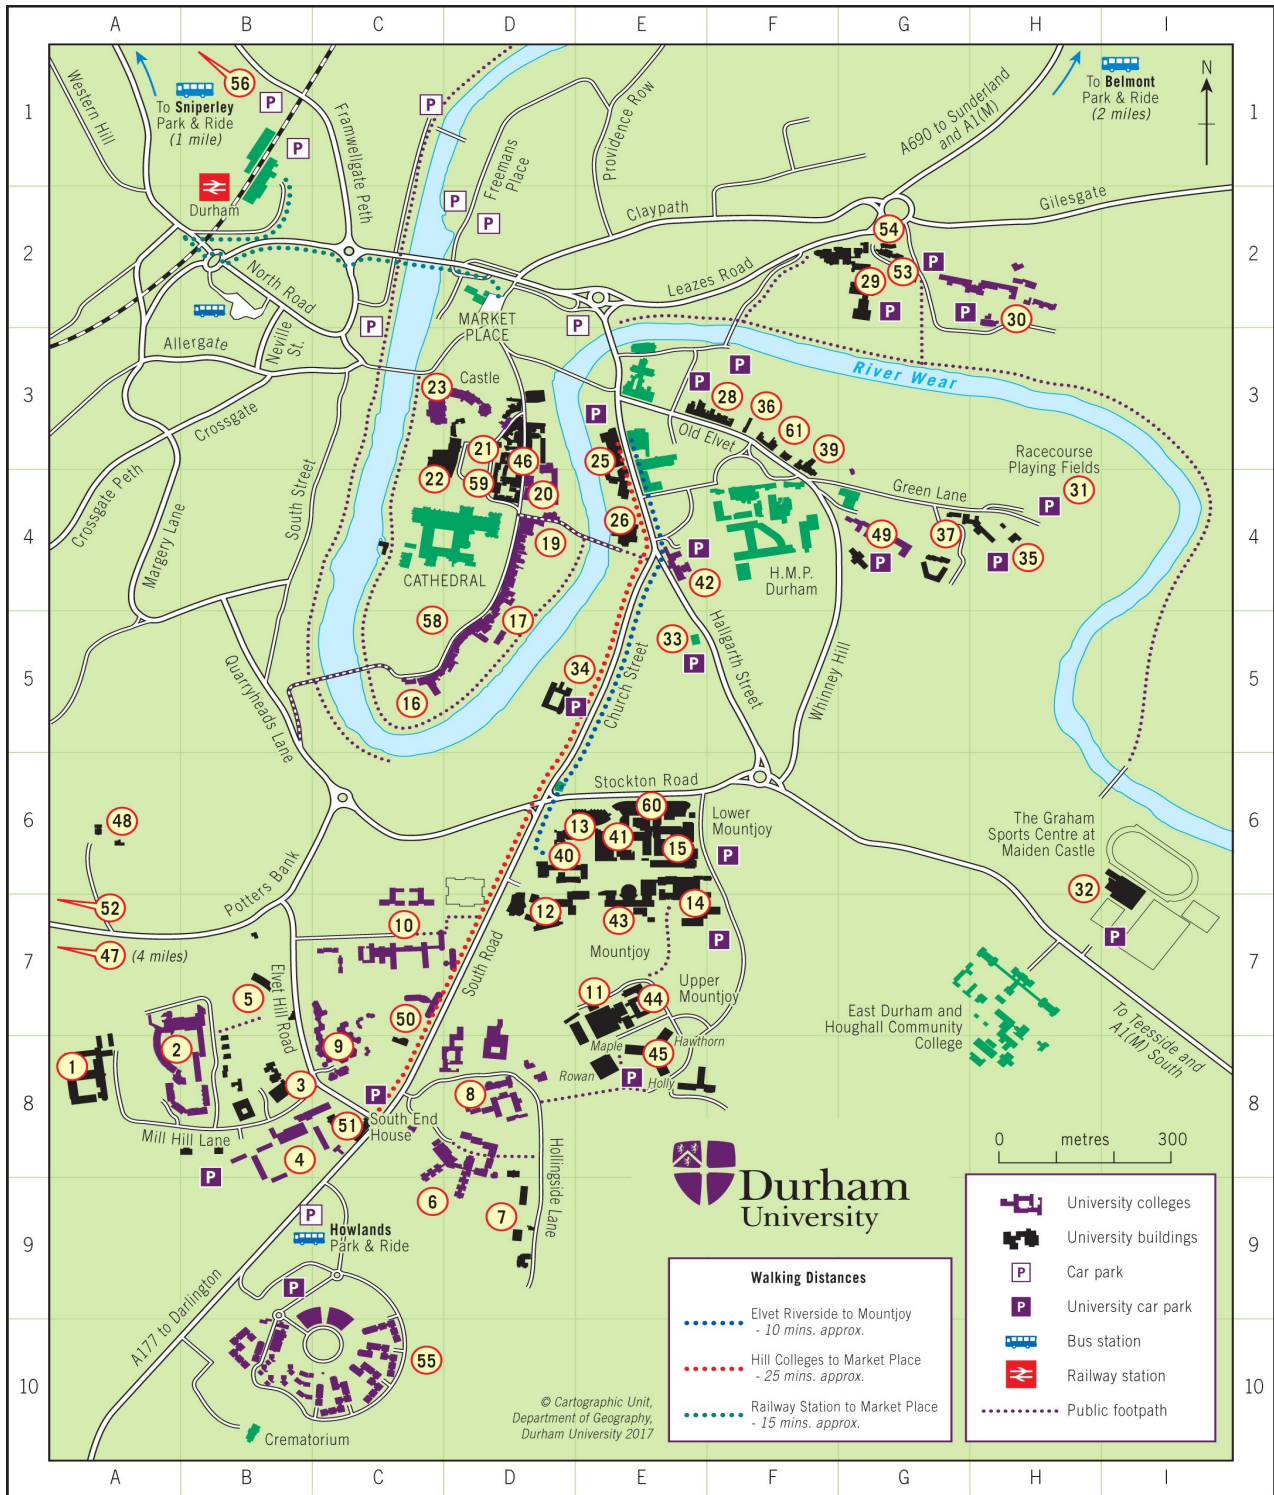 A B C D E F G H I
1
Western Hill
To Sniperley
Park & Ride
(1 mile)
56
P
P
P
Framwellgate Peth
Freemans
Place
Providence Row
A690 to Sunderland
and A1(M)
To Belmont
Park & Ride
(2 miles)
N
1
Durham
P
P
Claypath
Gilesgate
2
North Road
Leazes Road
54
53
29
P
P
P
30
2
Neville
St.
Allergate
P
MARKET
PLACE
P
River Wear
3
Crossgate
23
Castle
P
P
P
28
36
61
39
Old Elvet
3
Crossgate Peth
Margery Lane
South Street
21
46
22
59
20
25
Racecourse
Playing Fields
31
P
Green Lane
4
CATHEDRAL
19
26
P
42
H.M.P.
Durham
49
P
37
P
35
4
58
17
33
P
Hallgarth Street
Whinney Hill
5
Quarryheads Lane
16
34
P
Church Street
5
Stockton Road
6
48
60
13
41
40
15
Lower
Mountjoy
P
The Graham
Sports Centre at
Maiden Castle
32
6
Potters Bank
52
47
(4 miles)
10
12
43
14
P
P
7
Mountjoy
South Road
Elvet Hill Road
5
50
11
44
Upper
Mountjoy
East Durham and
Houghall Community
College
To Teesside and
A1(M) South
7
1
2
9
3
Maple
Hawthorn
45
Rowan
P
Holly
8
P
8
51
South End
House
Mill Hill Lane
4
P
6
7
Hollingside Lane
8
Durham
University
0 metres 300
9
P
Howlands
Park & Ride
P
A177 to Darlington
55
Crematorium
9
10
Walking Distances
Elvet Riverside to Mountjoy
- 10 mins. approx.
Hill Colleges to Market Place
- 25 mins. approx.
Railway Station to Market Place
- 15 mins. approx.
University colleges
University buildings
P Car park
P University car park
Bus station
Railway station
Public footpath
10
© Cartographic Unit,
Department of Geography,
Durham University 2017
A B C D E F G H I